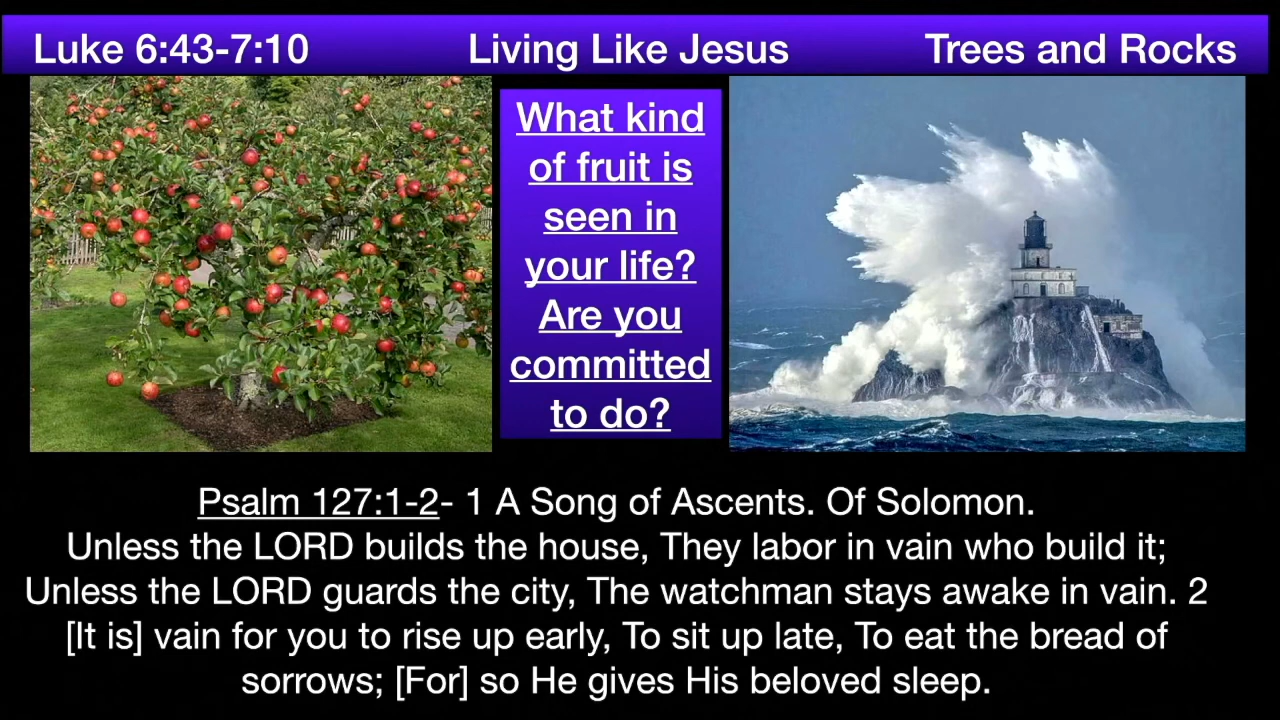 Luke 6:43-7:10 Living Like Jesus Trees and Rocks
What kind
of fruit is
seen in
your life?
Are you
committed
to do?
Psalm 127:1-2- 1 A Song of Ascents. Of Solomon.
Unless the LORD builds the house, They labor in vain who build it;
Unless the LORD guards the city, The watchman stays awake in vain. 2
[It is] vain for you to rise up early, To sit up late, To eat the bread of
sorrows; [For] so He gives His beloved sleep.